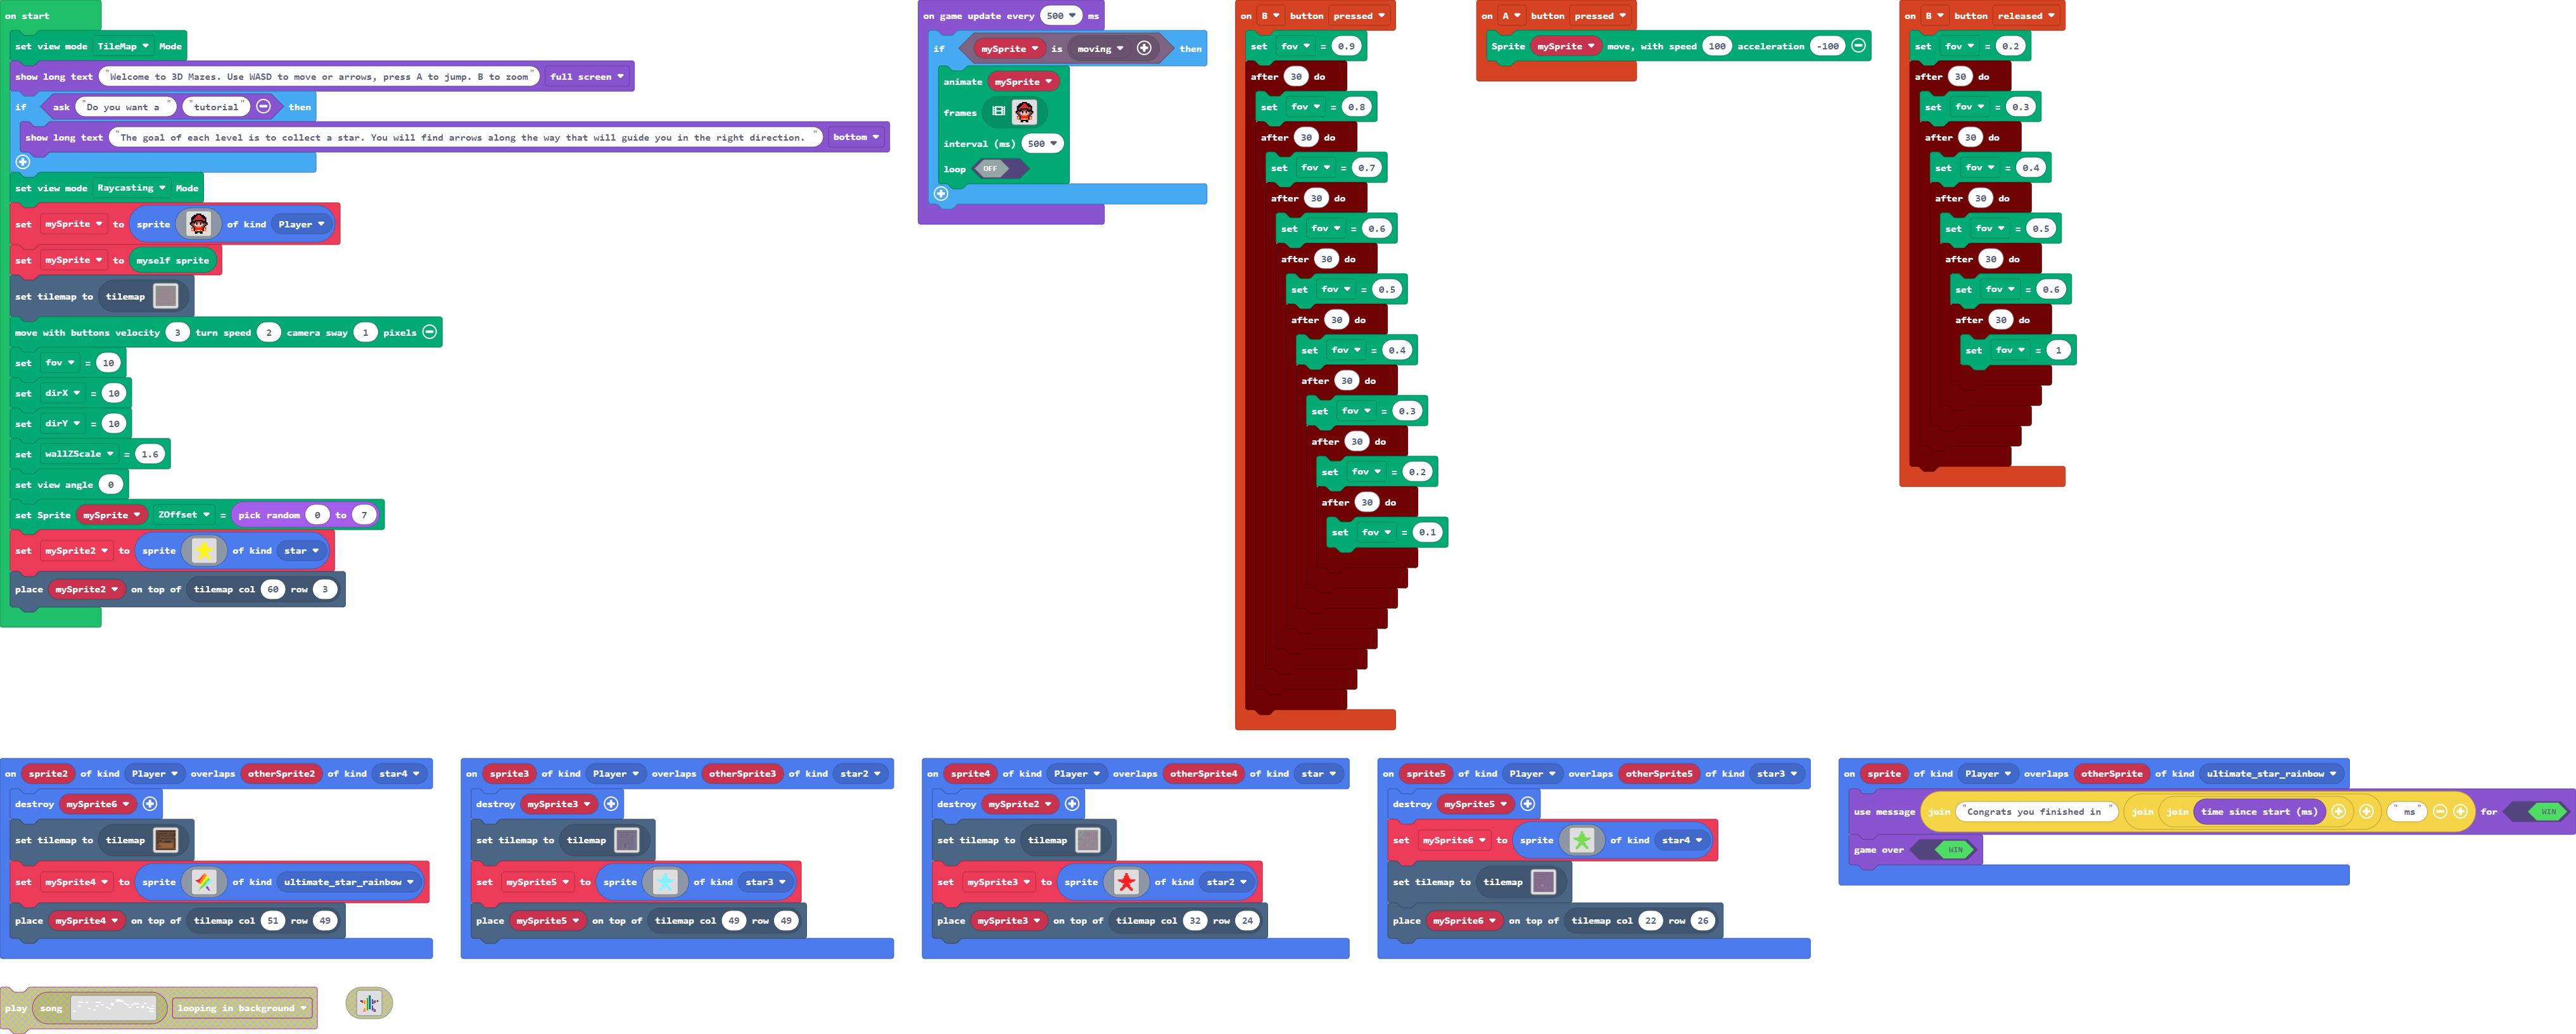 on start
set view mode TileMap Mode
show long text "Welcome to 3D Mazes. Use WASD to move or arrows, press A to jump. B to zoom" full screen
if ask "Do you want a " "tutorial" then
show long text "The goal of each level is to collect a star. You will find arrows along the way that will guide you in the right direction. " bottom
set view mode Raycasting Mode
set mySprite to sprite of kind Player
set mySprite to myself sprite
set tilemap to tilemap
move with buttons velocity 3 turn speed 2 camera sway 1 pixels
set fov = 10
set dirX = 10
set dirY = 10
set wallZScale = 1.6
set view angle 0
set Sprite mySprite ZOffset = pick random 0 to 7
set mySprite2 to sprite of kind star
place mySprite2 on top of tilemap col 60 row 3
on game update every 500 ms
if mySprite is moving then
animate mySprite
frames
interval (ms) 500
loop OFF
on B button pressed
set fov = 0.9
after 30 do
set fov = 0.8
after 30 do
set fov = 0.7
after 30 do
set fov = 0.6
after 30 do
set fov = 0.5
after 30 do
set fov = 0.4
after 30 do
set fov = 0.3
after 30 do
set fov = 0.2
after 30 do
set fov = 0.1
on A button pressed
Sprite mySprite move, with speed 100 acceleration -100
on B button released
set fov = 0.2
after 30 do
set fov = 0.3
after 30 do
set fov = 0.4
after 30 do
set fov = 0.5
after 30 do
set fov = 0.6
after 30 do
set fov = 1
on sprite2 of kind Player overlaps otherSprite2 of kind star4
destroy mySprite6
set tilemap to tilemap
set mySprite4 to sprite of kind ultimate_star_rainbow
place mySprite4 on top of tilemap col 51 row 49
on sprite3 of kind Player overlaps otherSprite3 of kind star2
destroy mySprite3
set tilemap to tilemap
set mySprite5 to sprite of kind star3
place mySprite5 on top of tilemap col 49 row 49
on sprite4 of kind Player overlaps otherSprite4 of kind star
destroy mySprite2
set tilemap to tilemap
set mySprite3 to sprite of kind star2
place mySprite3 on top of tilemap col 32 row 24
on sprite5 of kind Player overlaps otherSprite5 of kind star3
destroy mySprite5
set mySprite6 to sprite of kind star4
set tilemap to tilemap
place mySprite6 on top of tilemap col 22 row 26
on sprite of kind Player overlaps otherSprite of kind ultimate_star_rainbow
use message join "Congrats you finished in " join join time since start (ms) " ms" for WIN
game over WIN
play song looping in background